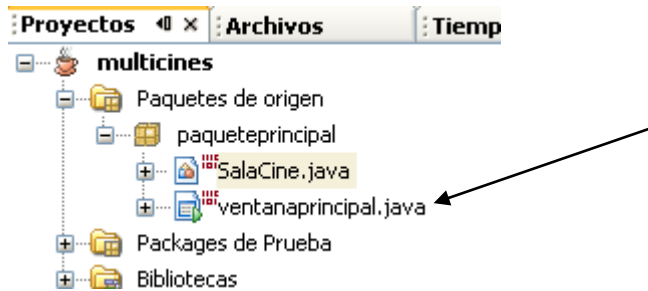 Proyectos Archivos Tiemp
multicines
Paquetes de origen
paqueteprincipal
SalaCine.java
ventanaprincipal.java
Packages de Prueba
Bibliotecas